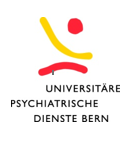 UNIVERSITÄRE
PSYCHIATRISCHE
DIENSTE BERN